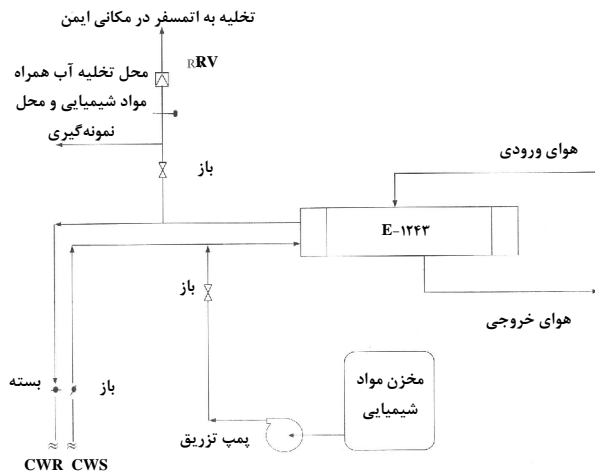 تخلیه به اتمسفر در مکانی ایمن
RRV
محل تخلیه آب همراه
مواد شیمیایی و محل
نمونه‌گیری
باز
هوای ورودی
E-۱۲۴۳
هوای خروجی
باز
بسته
باز
مخزن مواد
شیمیایی
پمپ تزریق
CWR CWS